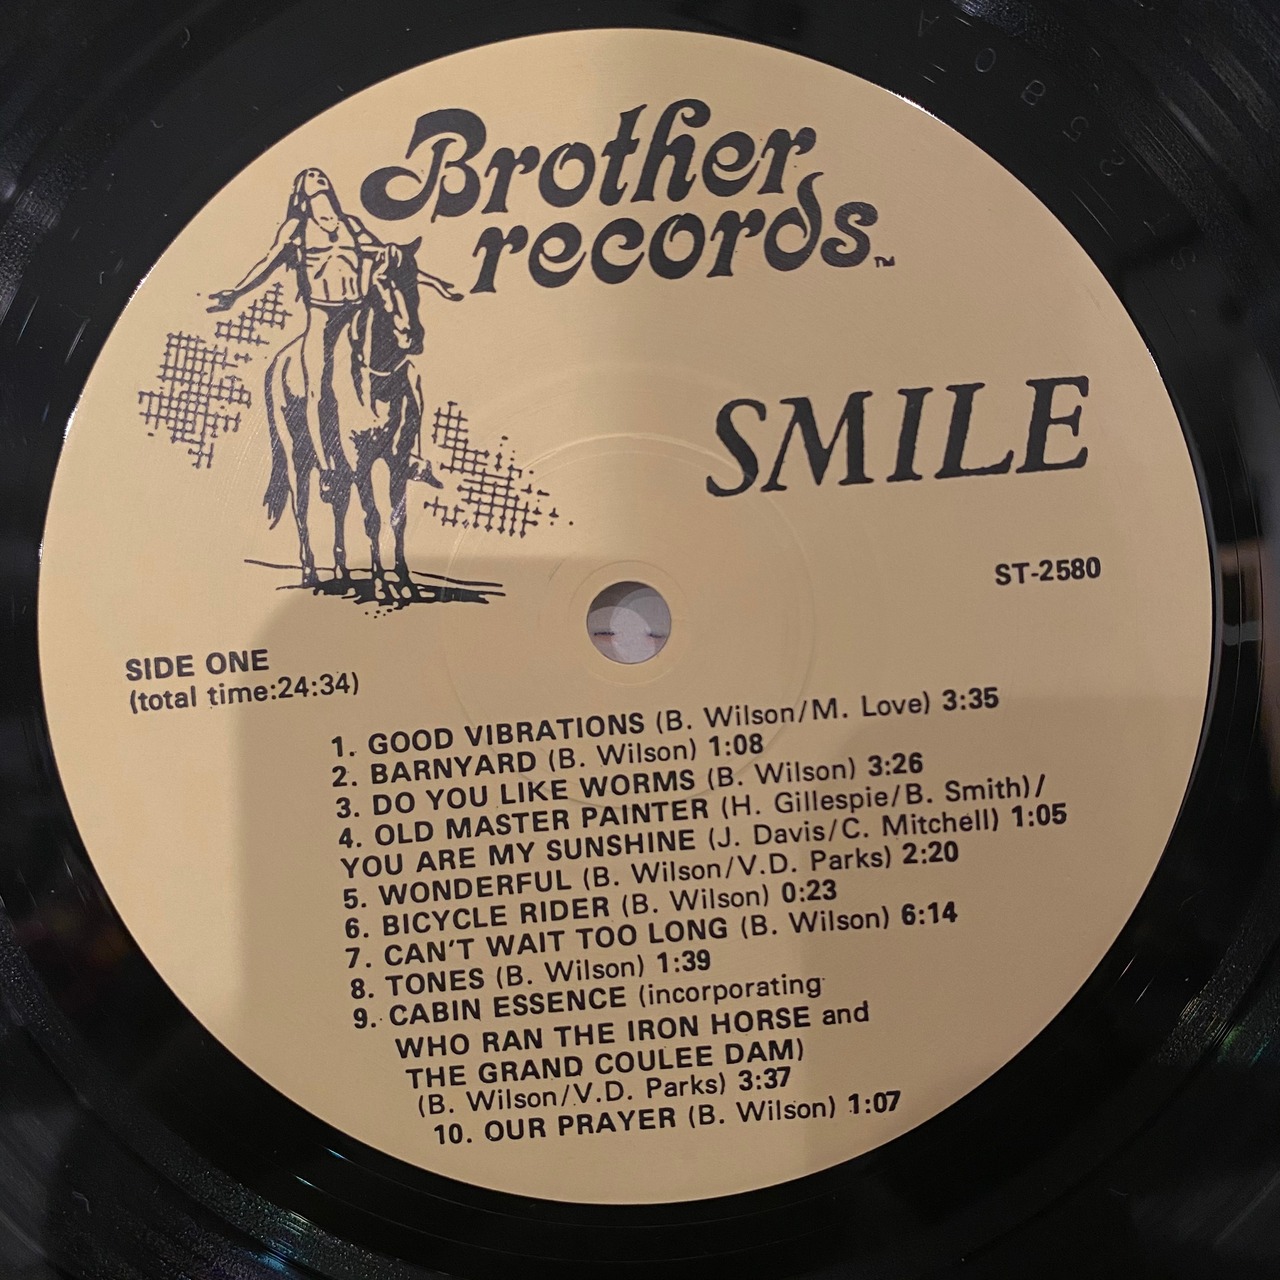 Brother
records™
SMILE
ST-2580
SIDE ONE
(total time:24:34)
1. GOOD VIBRATIONS (B. Wilson/M. Love) 3:35
2. BARNYARD (B. Wilson) 1:08
3. DO YOU LIKE WORMS (B. Wilson) 3:26
4. OLD MASTER PAINTER (H. Gillespie/B. Smith)/
YOU ARE MY SUNSHINE (J. Davis/C. Mitchell) 1:05
5. WONDERFUL (B. Wilson/V.D. Parks) 2:20
6. BICYCLE RIDER (B. Wilson) 0:23
7. CAN'T WAIT TOO LONG (B. Wilson) 6:14
8. TONES (B. Wilson) 1:39
9. CABIN ESSENCE (incorporating
WHO RAN THE IRON HORSE and
THE GRAND COULEE DAM)
(B. Wilson/V.D. Parks) 3:37
10. OUR PRAYER (B. Wilson) 1:07